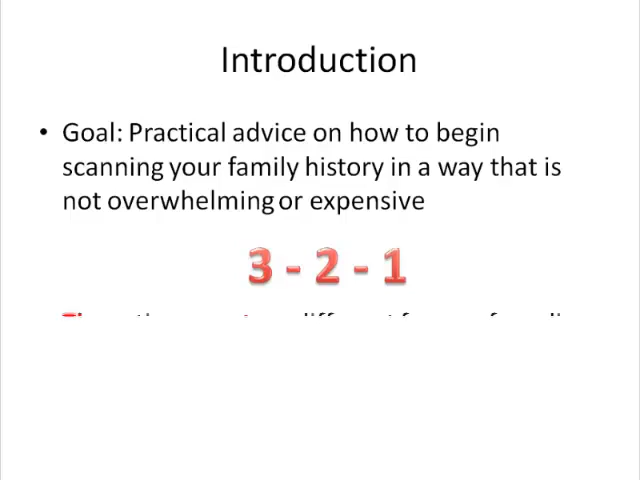 Introduction
• Goal: Practical advice on how to begin
scanning your family history in a way that is
not overwhelming or expensive
3 - 2 - 1